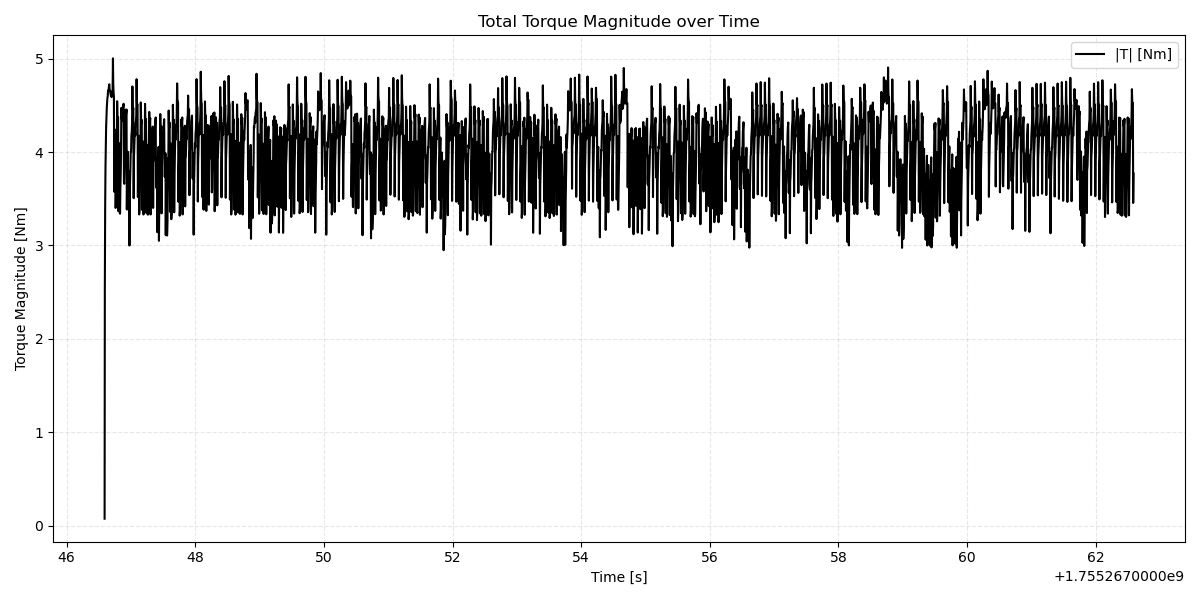 Total Torque Magnitude over Time
|T| [Nm]
Torque Magnitude [Nm]
5
4
3
2
1
0
46 48 50 52 54 56 58 60 62
Time [s]
+1.7552670000e9